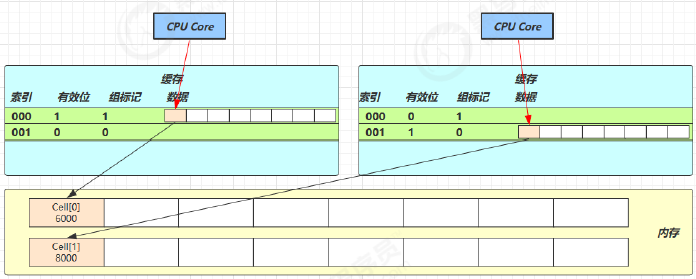 CPU Core
CPU Core
缓存
索引 有效位 组标记 数据
000 1 1
001 0 0
缓存
索引 有效位 组标记 数据
000 0 1
001 1 0
Cell[0]
6000
Cell[1]
8000
内存